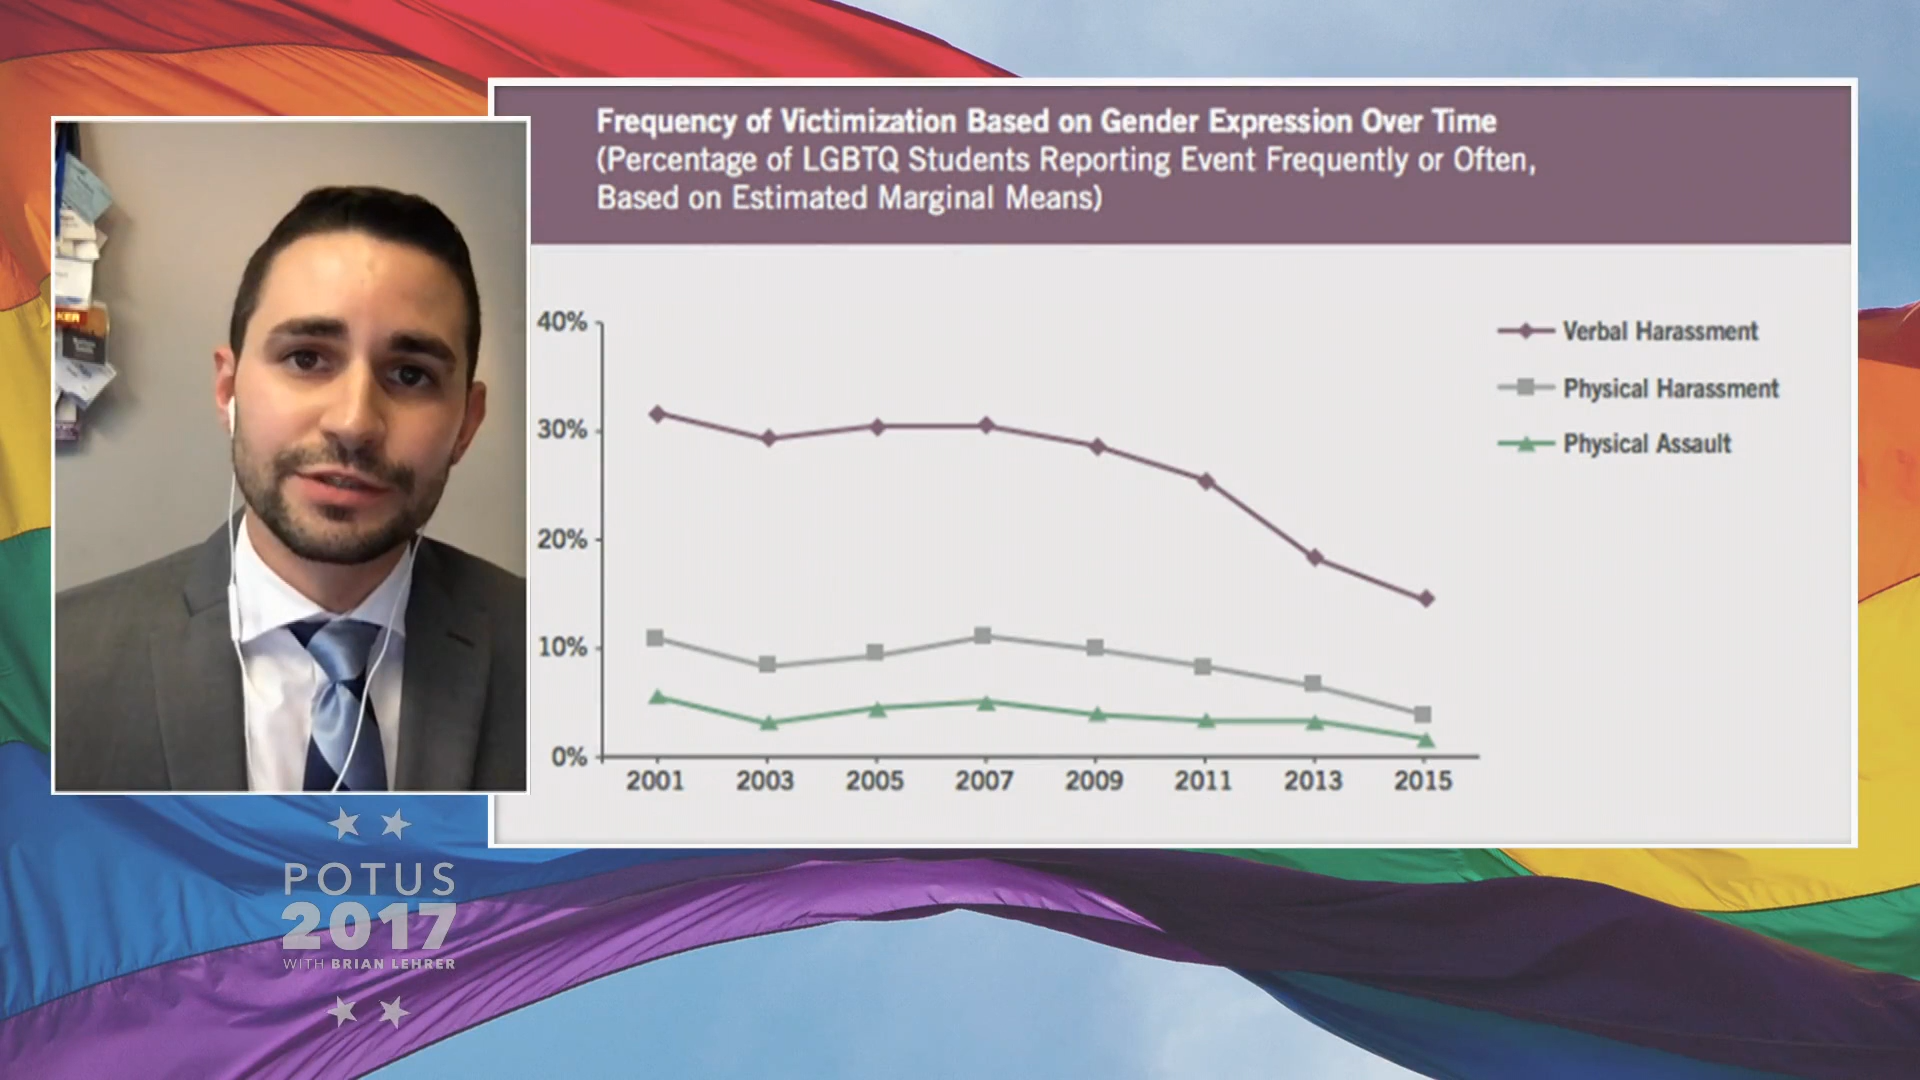 Frequency of Victimization Based on Gender Expression Over Time
(Percentage of LGBTQ Students Reporting Event Frequently or Often,
Based on Estimated Marginal Means)
40%
30%
20%
10%
0%
2001 2003 2005 2007 2009 2011 2013 2015
Verbal Harassment
Physical Harassment
Physical Assault
KER
POTUS
2017
WITH BRIAN LEHRER